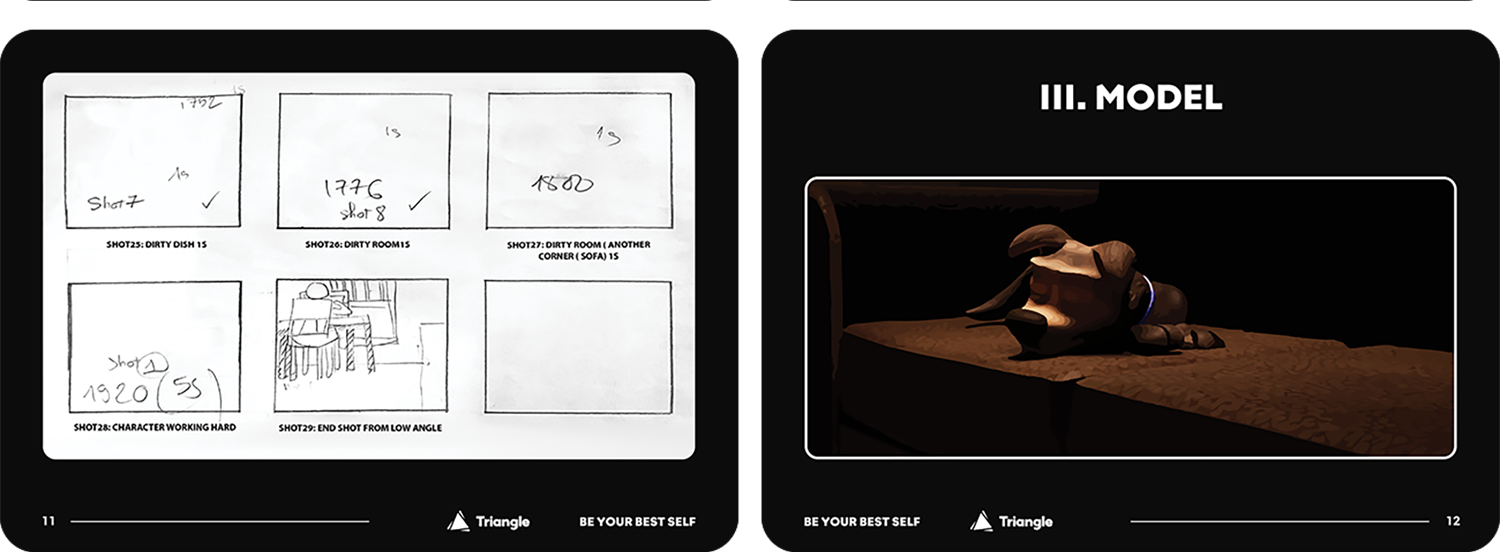 1752
1s
1s
Shot 7
SHOT25: DIRTY DISH 1S
1s
1776
shot 8
SHOT26: DIRTY ROOM1S
1s
1800
SHOT27: DIRTY ROOM ( ANOTHER
CORNER ( SOFA) 1S
Shot 1
1920 (5s)
SHOT28: CHARACTER WORKING HARD
SHOT29: END SHOT FROM LOW ANGLE
11
Triangle
BE YOUR BEST SELF
III. MODEL
BE YOUR BEST SELF
Triangle
12